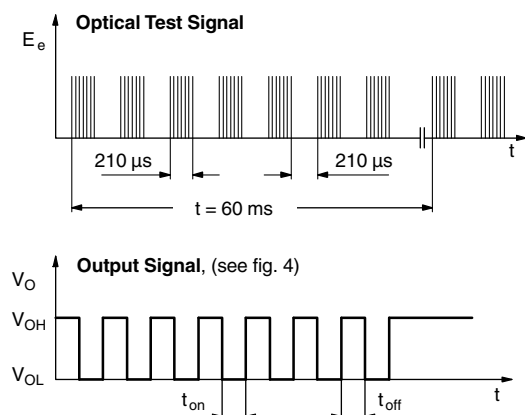 Optical Test Signal
E e
210 µs
210 µs
t
t = 60 ms
Output Signal, (see fig. 4)
V O
V OH
V OL
t on
t off
t